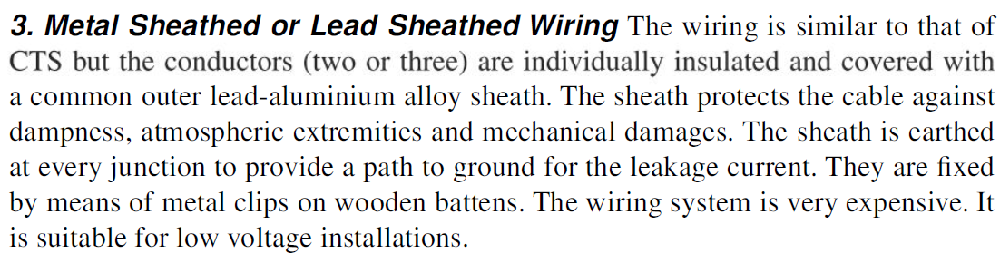 3. Metal Sheathed or Lead Sheathed Wiring The wiring is similar to that of
CTS but the conductors (two or three) are individually insulated and covered with
a common outer lead-aluminium alloy sheath. The sheath protects the cable against
dampness, atmospheric extremities and mechanical damages. The sheath is earthed
at every junction to provide a path to ground for the leakage current. They are fixed
by means of metal clips on wooden battens. The wiring system is very expensive. It
is suitable for low voltage installations.